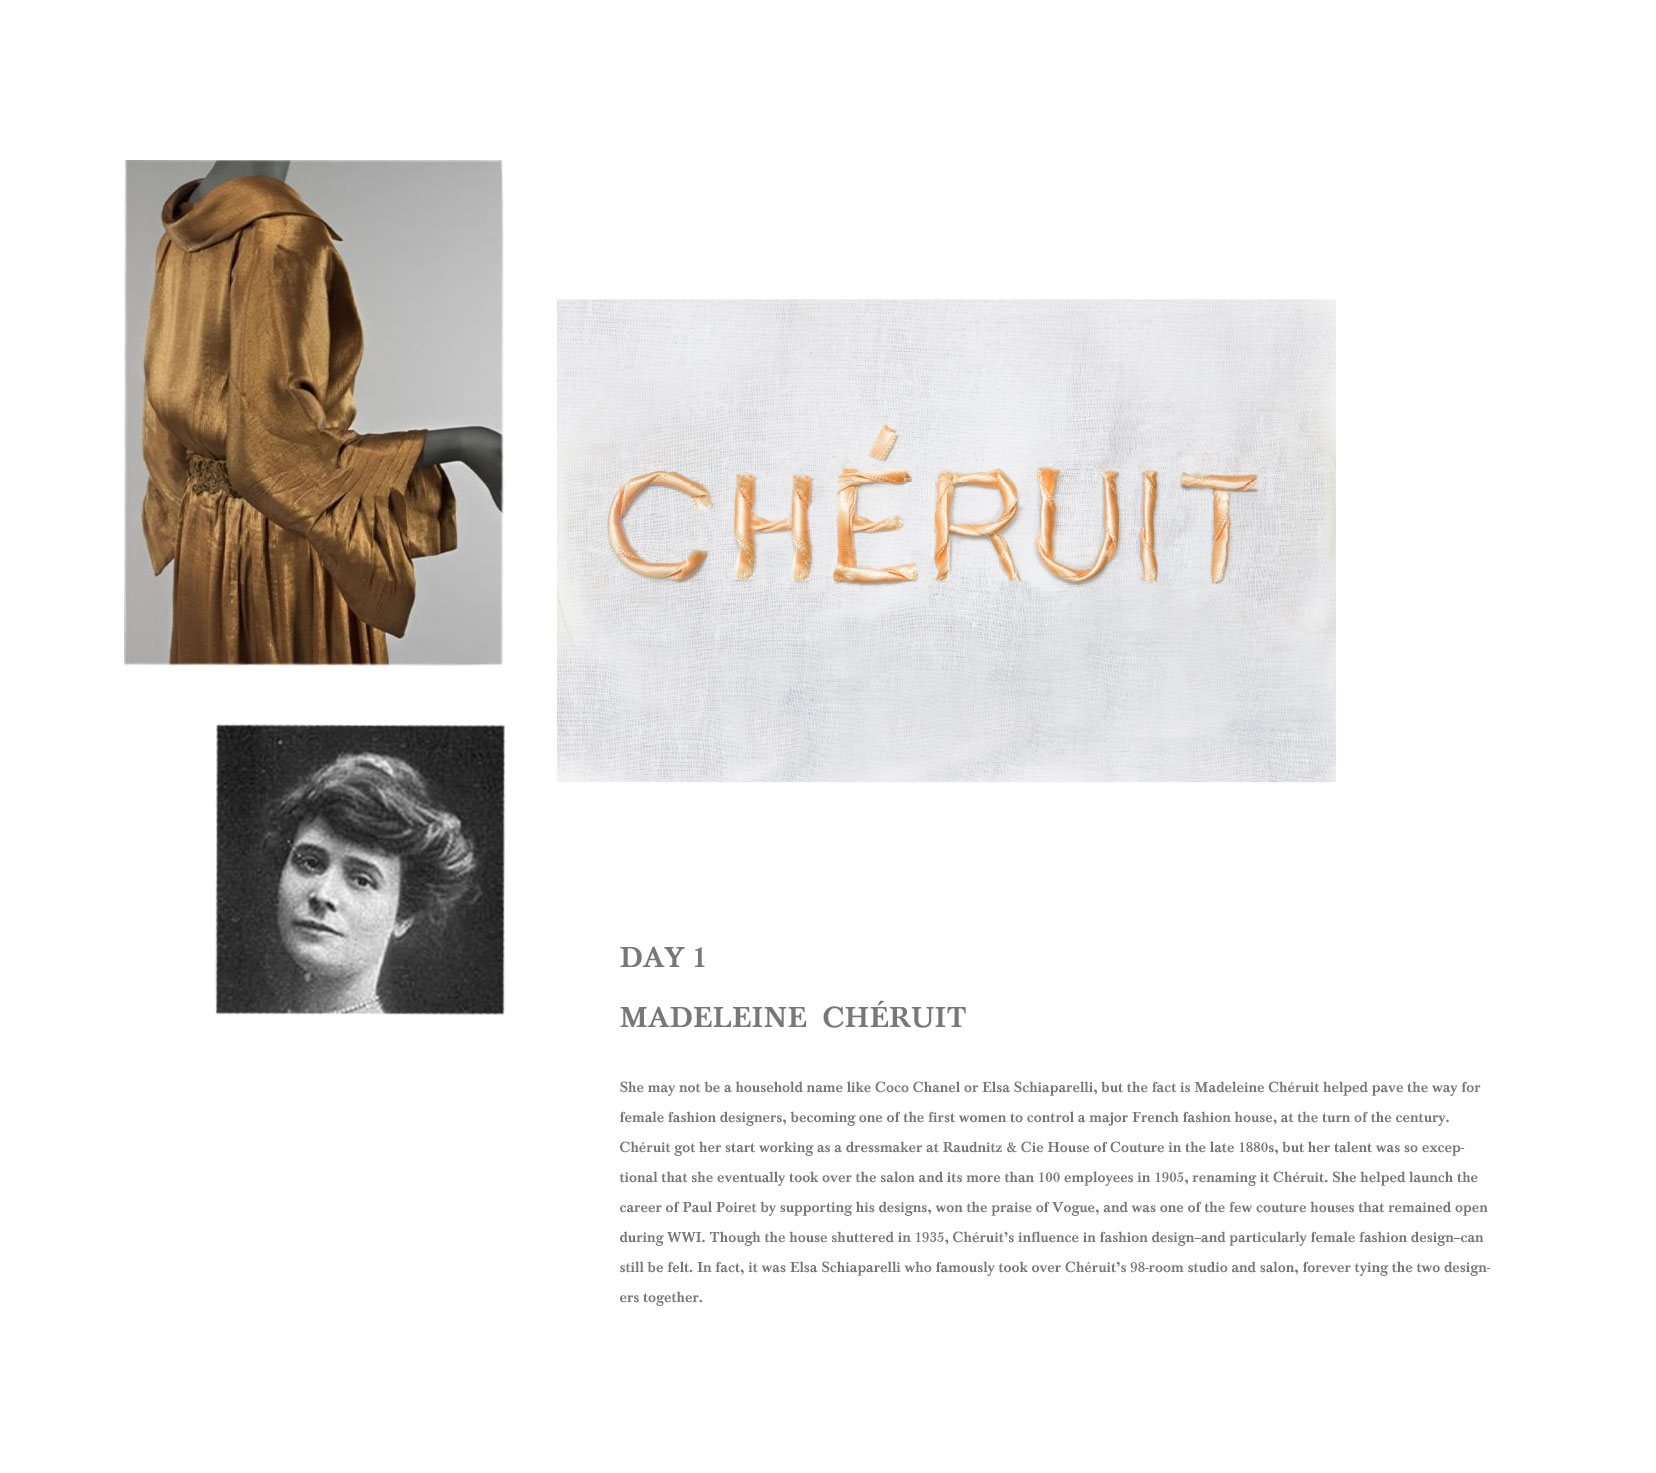 CHÉRUIT
DAY 1
MADELEINE CHÉRUIT
She may not be a household name like Coco Chanel or Elsa Schiaparelli, but the fact is Madeleine Chéruit helped pave the way for
female fashion designers, becoming one of the first women to control a major French fashion house, at the turn of the century.
Chéruit got her start working as a dressmaker at Raudnitz & Cie House of Couture in the late 1880s, but her talent was so excep-
tional that she eventually took over the salon and its more than 100 employees in 1905, renaming it Chéruit. She helped launch the
career of Paul Poiret by supporting his designs, won the praise of Vogue, and was one of the few couture houses that remained open
during WWI. Though the house shuttered in 1935, Chéruit’s influence in fashion design–and particularly female fashion design–can
still be felt. In fact, it was Elsa Schiaparelli who famously took over Chéruit’s 98-room studio and salon, forever tying the two design-
ers together.